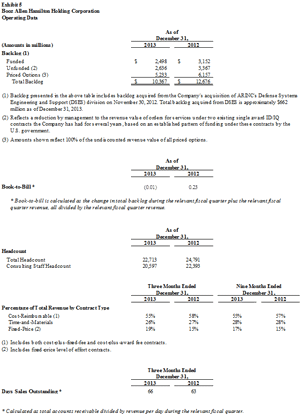 Exhibit 5
Booz Allen Hamilton Holding Corporation
Operating Data
As of
December 31,
(Amounts in millions) 2013 2012
Backlog (1)
Funded $ 2,498 $ 3,152
Unfunded (2) 2,636 3,367
Priced Options (3) 5,233 6,157
Total Backlog $ 10,367 $ 12,676
(1) Backlog presented in the above table includes backlog acquired from the Company's acquisition of ARINC's Defense Systems
Engineering and Support (DSES) division on November 30, 2012. Total backlog acquired from DSES is approximately $662
million as of December 31, 2013.
(2) Reflects a reduction by management to the revenue value of orders for services under two existing single award ID/IQ
contracts the Company has had for several years, based on an established pattern of funding under these contracts by the
U.S. government.
(3) Amounts shown reflect 100% of the undiscounted revenue value of all priced options.
As of
December 31,
2013 2012
Book-to-Bill * (0.01) 0.25
* Book-to-bill is calculated as the change in total backlog during the relevant fiscal quarter plus the relevant fiscal
quarter revenue, all divided by the relevant fiscal quarter revenue.
As of
December 31,
2013 2012
Headcount
Total Headcount 22,713 24,791
Consulting Staff Headcount 20,597 22,393
Three Months Ended Nine Months Ended
December 31, December 31,
2013 2012 2013 2012
Percentage of Total Revenue by Contract Type
Cost-Reimbursable (1) 55% 58% 55% 57%
Time-and-Materials 26% 27% 28% 28%
Fixed-Price (2) 19% 15% 17% 15%
(1) Includes both cost-plus-fixed-fee and cost-plus-award fee contracts.
(2) Includes fixed-price level of effort contracts.
Three Months Ended
December 31,
2013 2012
Days Sales Outstanding * 66 63
* Calculated as total accounts receivable divided by revenue per day during the relevant fiscal quarter.